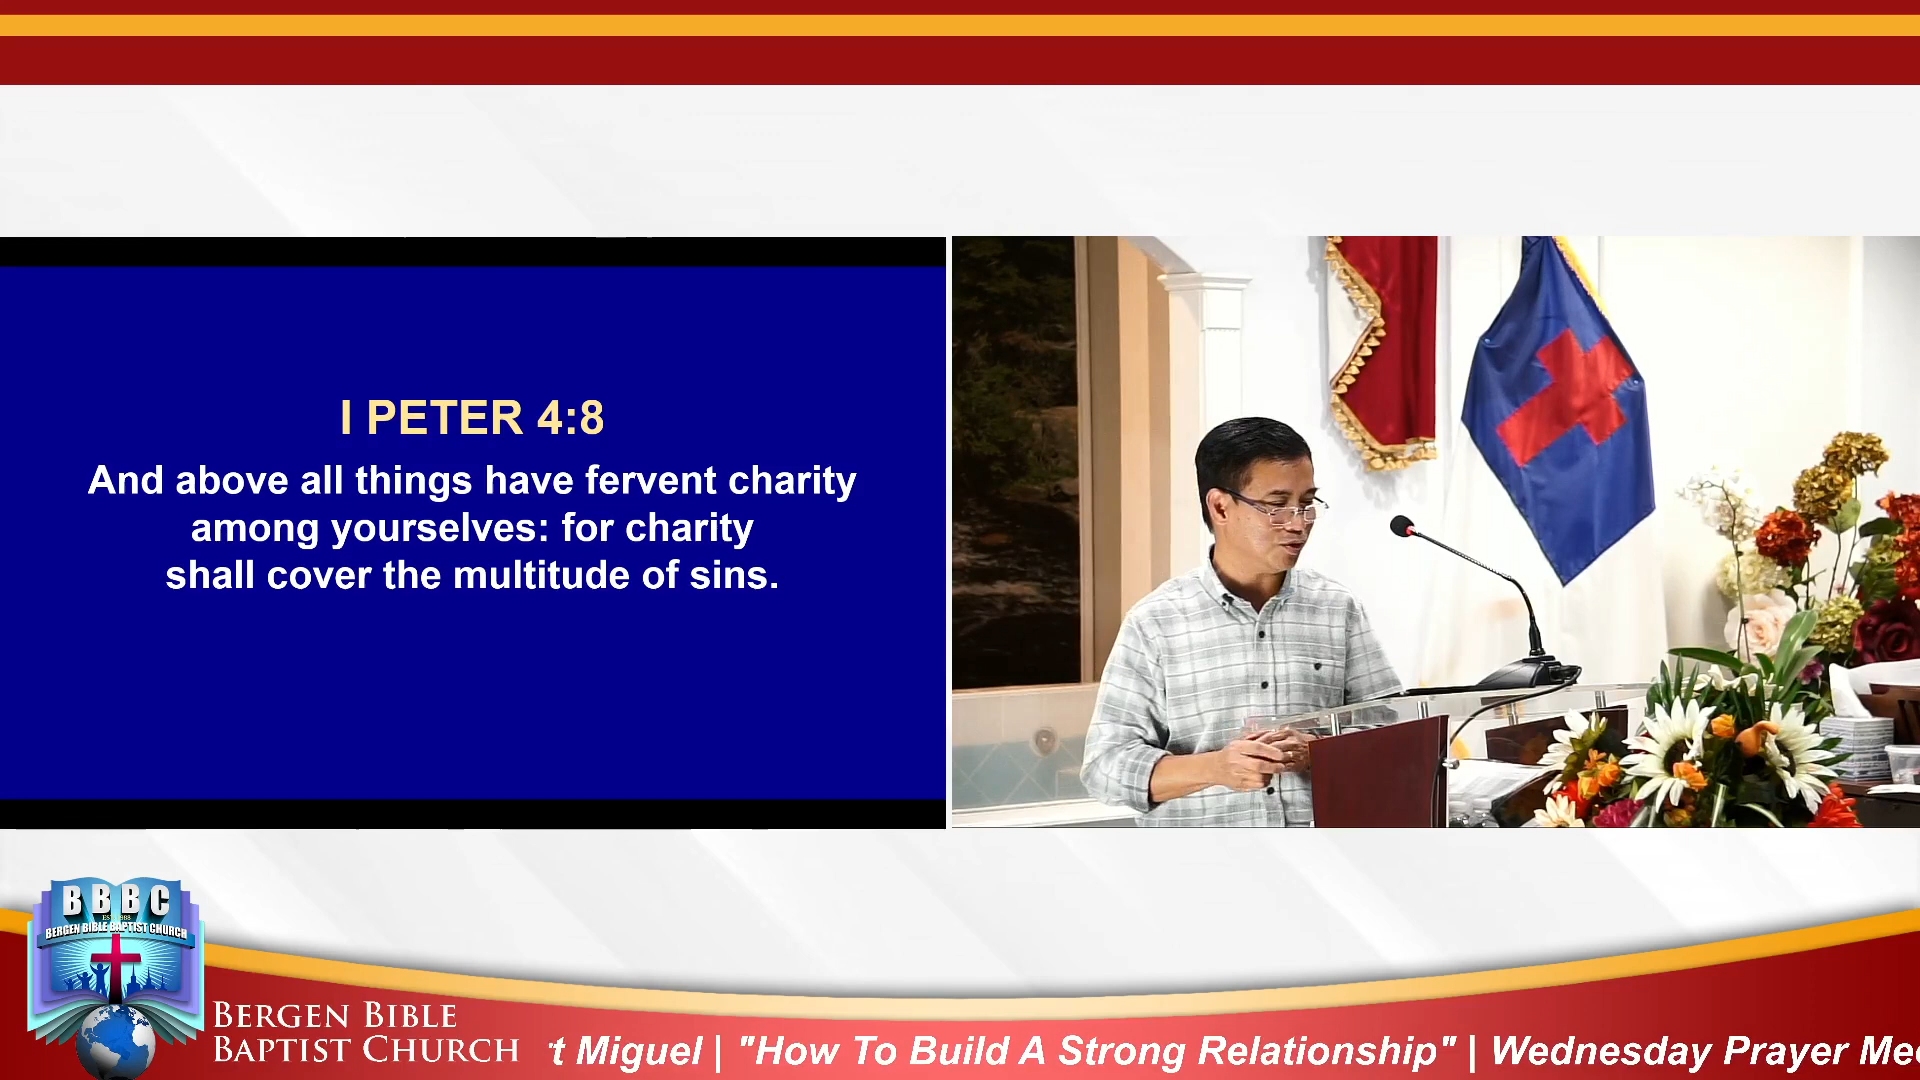 I PETER 4:8
And above all things have fervent charity
among yourselves: for charity
shall cover the multitude of sins.
B B B C
BERGEN BIBLE BAPTIST CHURCH
BERGEN BIBLE
BAPTIST CHURCH
t Miguel | "How To Build A Strong Relationship" | Wednesday Prayer Mee